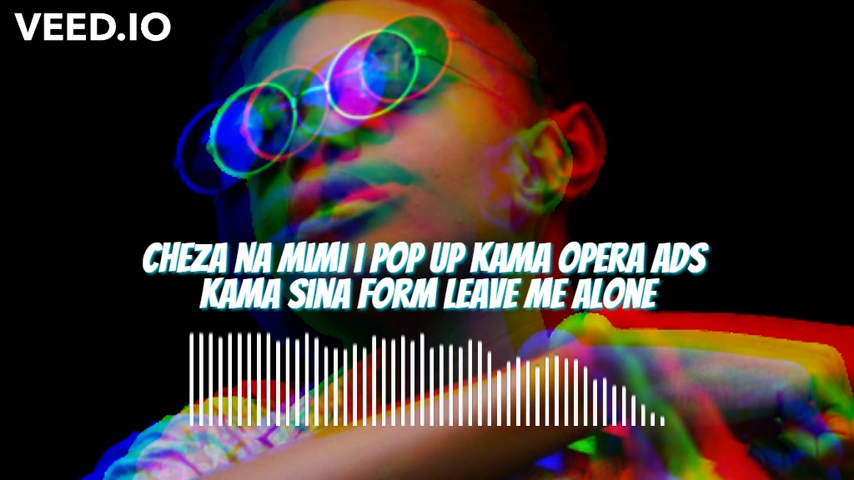 VEED.IO
CHEZA NA MIMI I POP UP KAMA OPERA ADS
KAMA SINA FORM LEAVE ME ALONE